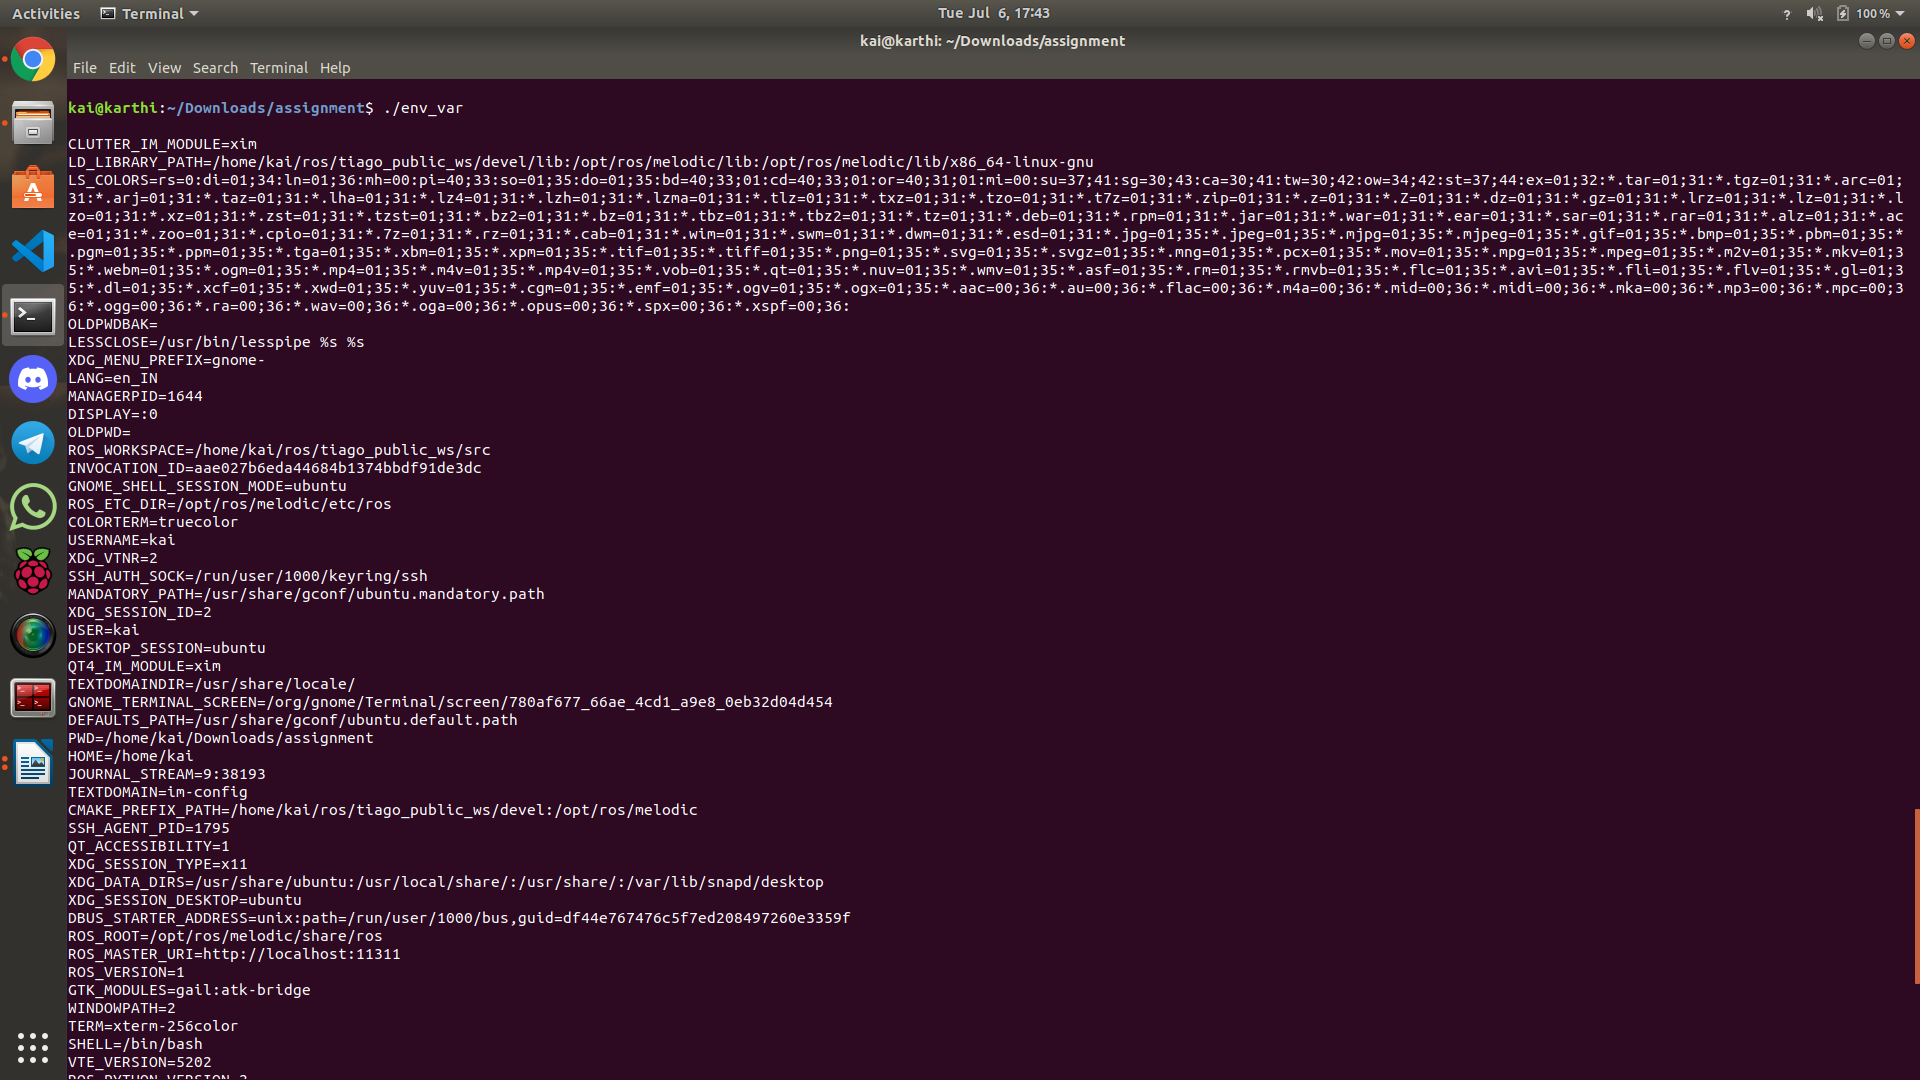 Activities Terminal Tue Jul 6, 17:43 ? 100 %
kai@karthi: ~/Downloads/assignment
File Edit View Search Terminal Help
kai@karthi:~/Downloads/assignment$ ./env_var
CLUTTER_IM_MODULE=xim
LD_LIBRARY_PATH=/home/kai/ros/tiago_public_ws/devel/lib:/opt/ros/melodic/lib:/opt/ros/melodic/lib/x86_64-linux-gnu
LS_COLORS=rs=0:di=01;34:ln=01;36:mh=00:pi=40;33:so=01;35:do=01;35:bd=40;33;01:cd=40;33;01:or=40;31;01:mi=00:su=37;41:sg=30;43:ca=30;41:tw=30;42:ow=34;42:st=37;44:ex=01;32:*.tar=01;31:*.tgz=01;31:*.arc=01;
31:*.arj=01;31:*.taz=01;31:*.lha=01;31:*.lz4=01;31:*.lzh=01;31:*.lzma=01;31:*.tlz=01;31:*.txz=01;31:*.tzo=01;31:*.t7z=01;31:*.zip=01;31:*.z=01;31:*.Z=01;31:*.dz=01;31:*.gz=01;31:*.lrz=01;31:*.lz=01;31:*.l
zo=01;31:*.xz=01;31:*.zst=01;31:*.tzst=01;31:*.bz2=01;31:*.bz=01;31:*.tbz=01;31:*.tbz2=01;31:*.tz=01;31:*.deb=01;31:*.rpm=01;31:*.jar=01;31:*.war=01;31:*.ear=01;31:*.sar=01;31:*.rar=01;31:*.alz=01;31:*.ac
e=01;31:*.zoo=01;31:*.cpio=01;31:*.7z=01;31:*.rz=01;31:*.cab=01;31:*.wim=01;31:*.swm=01;31:*.dwm=01;31:*.esd=01;31:*.jpg=01;35:*.jpeg=01;35:*.mjpg=01;35:*.mjpeg=01;35:*.gif=01;35:*.bmp=01;35:*.pbm=01;35:*
.pgm=01;35:*.ppm=01;35:*.tga=01;35:*.xbm=01;35:*.xpm=01;35:*.tif=01;35:*.tiff=01;35:*.png=01;35:*.svg=01;35:*.svgz=01;35:*.mng=01;35:*.pcx=01;35:*.mov=01;35:*.mpg=01;35:*.mpeg=01;35:*.m2v=01;35:*.mkv=01;3
5:*.webm=01;35:*.ogm=01;35:*.mp4=01;35:*.m4v=01;35:*.mp4v=01;35:*.vob=01;35:*.qt=01;35:*.nuv=01;35:*.wmv=01;35:*.asf=01;35:*.rm=01;35:*.rmvb=01;35:*.flc=01;35:*.avi=01;35:*.fli=01;35:*.flv=01;35:*.gl=01;3
5:*.dl=01;35:*.xcf=01;35:*.xwd=01;35:*.yuv=01;35:*.cgm=01;35:*.emf=01;35:*.ogv=01;35:*.ogx=01;35:*.aac=00;36:*.au=00;36:*.flac=00;36:*.m4a=00;36:*.mid=00;36:*.midi=00;36:*.mka=00;36:*.mp3=00;36:*.mpc=00;3
6:*.ogg=00;36:*.ra=00;36:*.wav=00;36:*.oga=00;36:*.opus=00;36:*.spx=00;36:*.xspf=00;36:
OLDPWDBAK=
LESSCLOSE=/usr/bin/lesspipe %s %s
XDG_MENU_PREFIX=gnome-
LANG=en_IN
MANAGERPID=1644
DISPLAY=:0
OLDPWD=
ROS_WORKSPACE=/home/kai/ros/tiago_public_ws/src
INVOCATION_ID=aae027b6eda44684b1374bbdf91de3dc
GNOME_SHELL_SESSION_MODE=ubuntu
ROS_ETC_DIR=/opt/ros/melodic/etc/ros
COLORTERM=truecolor
USERNAME=kai
XDG_VTNR=2
SSH_AUTH_SOCK=/run/user/1000/keyring/ssh
MANDATORY_PATH=/usr/share/gconf/ubuntu.mandatory.path
XDG_SESSION_ID=2
USER=kai
DESKTOP_SESSION=ubuntu
QT4_IM_MODULE=xim
TEXTDOMAINDIR=/usr/share/locale/
GNOME_TERMINAL_SCREEN=/org/gnome/Terminal/screen/780af677_66ae_4cd1_a9e8_0eb32d04d454
DEFAULTS_PATH=/usr/share/gconf/ubuntu.default.path
PWD=/home/kai/Downloads/assignment
HOME=/home/kai
JOURNAL_STREAM=9:38193
TEXTDOMAIN=im-config
CMAKE_PREFIX_PATH=/home/kai/ros/tiago_public_ws/devel:/opt/ros/melodic
SSH_AGENT_PID=1795
QT_ACCESSIBILITY=1
XDG_SESSION_TYPE=x11
XDG_DATA_DIRS=/usr/share/ubuntu:/usr/local/share/:/usr/share/:/var/lib/snapd/desktop
XDG_SESSION_DESKTOP=ubuntu
DBUS_STARTER_ADDRESS=unix:path=/run/user/1000/bus,guid=df44e767476c5f7ed208497260e3359f
ROS_ROOT=/opt/ros/melodic/share/ros
ROS_MASTER_URI=http://localhost:11311
ROS_VERSION=1
GTK_MODULES=gail:atk-bridge
WINDOWPATH=2
TERM=xterm-256color
SHELL=/bin/bash
VTE_VERSION=5202